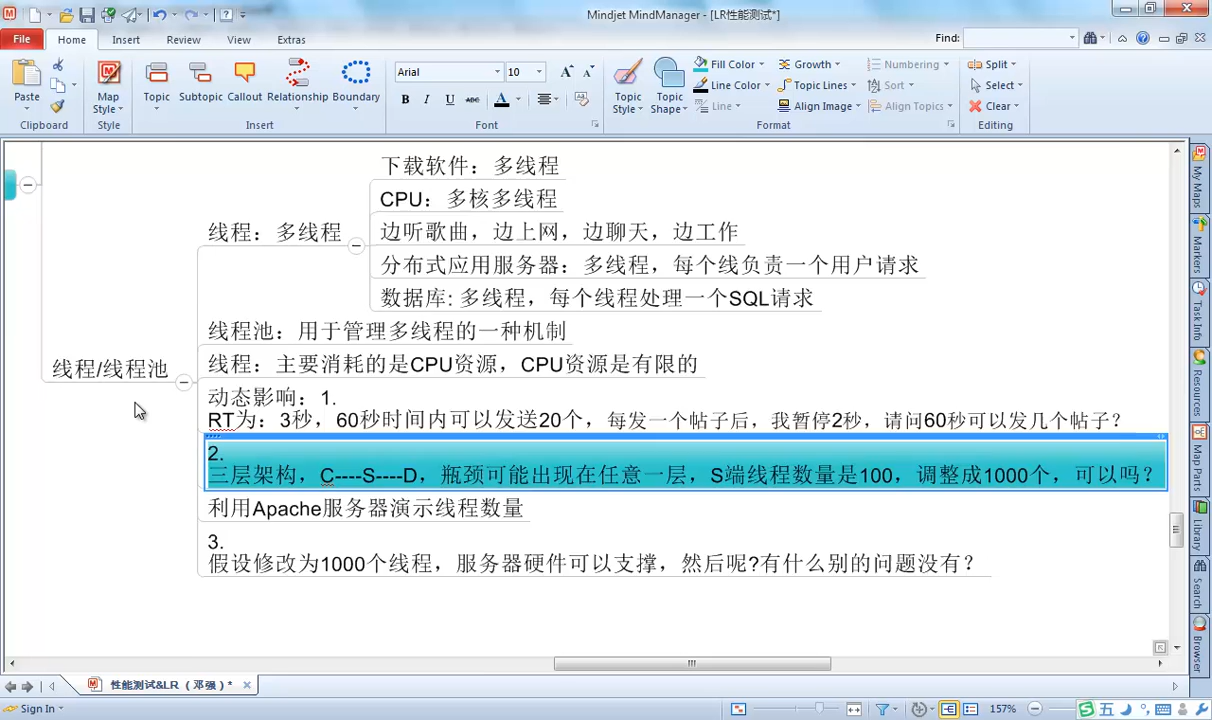 Mindjet MindManager - [LR性能测试*]
File Home Insert Review View Extras
Find:
Paste
Map Style
Topic Subtopic Callout Relationship Boundary
Arial 10
B I U abc A
Topic Style
Topic Shape
Fill Color Growth Numbering
Line Color Topic Lines Sort
Line Align Image Align Topics
Split
Select
Clear
Clipboard Style Insert Font Format Editing
下载软件：多线程
CPU：多核多线程
线程：多线程
边听歌曲，边上网，边聊天，边工作
分布式应用服务器：多线程，每个线负责一个用户请求
数据库: 多线程，每个线程处理一个SQL请求
线程池：用于管理多线程的一种机制
线程/线程池
线程：主要消耗的是CPU资源，CPU资源是有限的
动态影响：1.
RT为：3秒，60秒时间内可以发送20个，每发一个帖子后，我暂停2秒，请问60秒可以发几个帖子？
2.
三层架构，C----S----D，瓶颈可能出现在任意一层，S端线程数量是100，调整成1000个，可以吗？
利用Apache服务器演示线程数量
3.
假设修改为1000个线程，服务器硬件可以支撑，然后呢?有什么别的问题没有？
My Maps
Markers
Task Info
Resources
Map Parts
Library
Search
Browser
性能测试&LR （邓强）*
Sign In
157%
五